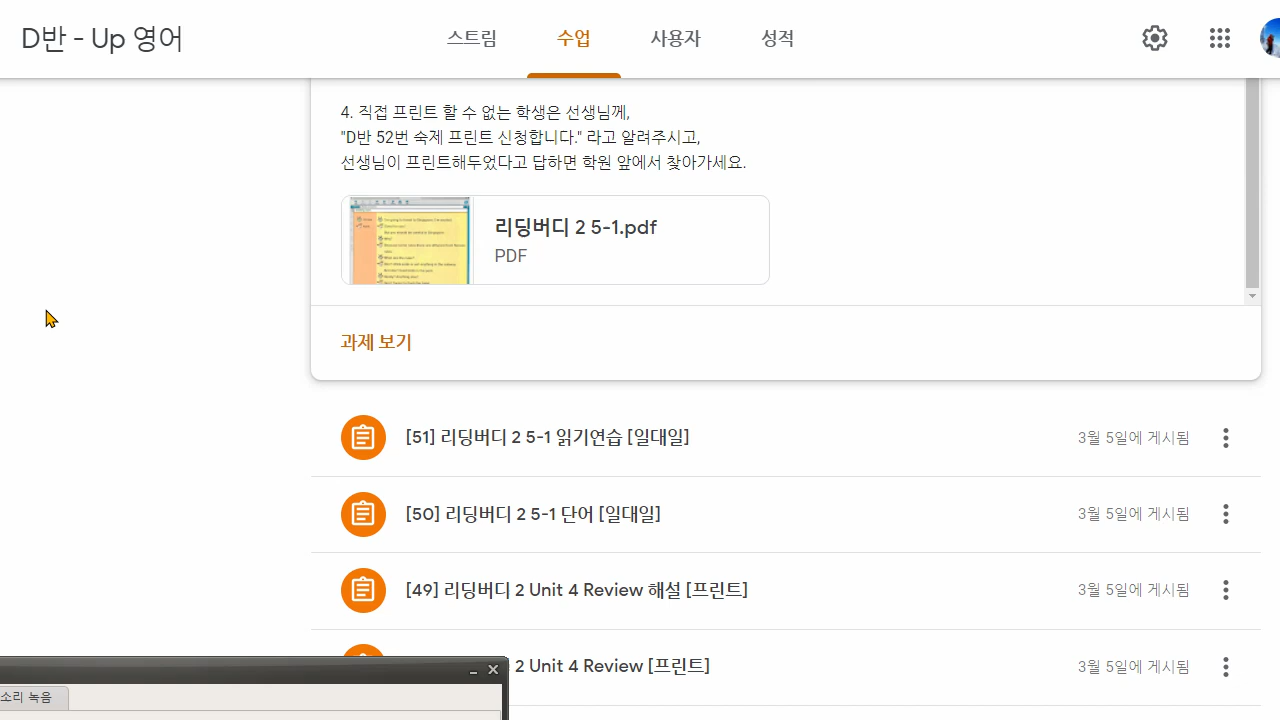 D반 - Up 영어
스트림
수업
사용자
성적
4. 직접 프린트 할 수 없는 학생은 선생님께,
"D반 52번 숙제 프린트 신청합니다." 라고 알려주시고,
선생님이 프린트해두었다고 답하면 학원 앞에서 찾아가세요.
리딩버디 2 5-1.pdf
PDF
과제 보기
[51] 리딩버디 2 5-1 읽기연습 [일대일]
3월 5일에 게시됨
[50] 리딩버디 2 5-1 단어 [일대일]
3월 5일에 게시됨
[49] 리딩버디 2 Unit 4 Review 해설 [프린트]
3월 5일에 게시됨
2 Unit 4 Review [프린트]
3월 5일에 게시됨
소리 녹음